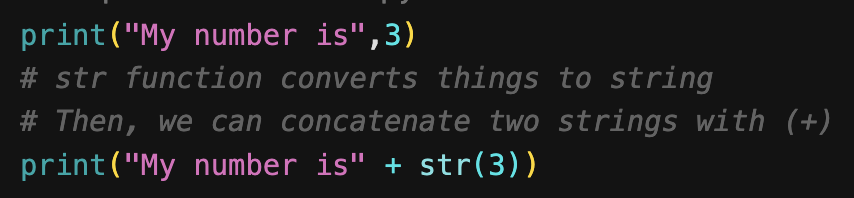 print("My number is",3)
# str function converts things to string
# Then, we can concatenate two strings with (+)
print("My number is" + str(3))